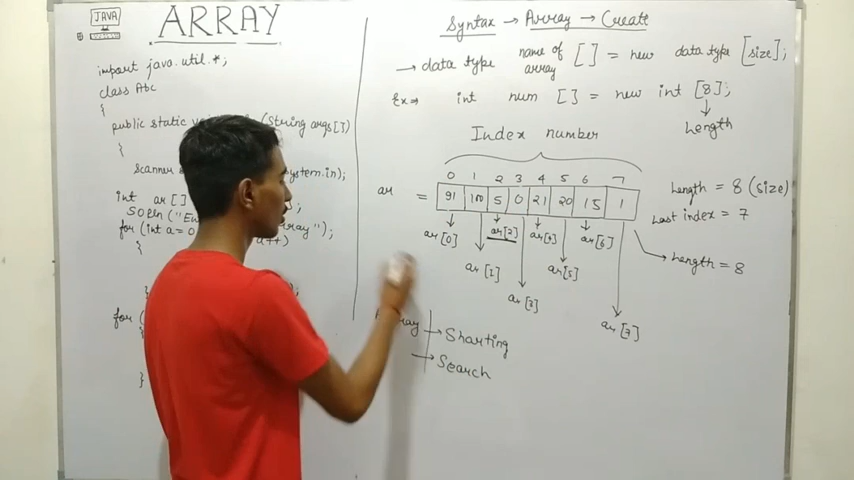 JAVA
ARRAY
import java.util.*;
class Abc
{
public static (String args[])
{
Scanner System.in);
int ar[]
SOPln("En Array");
for(int a=0 a++)
{
}
);
for(
}
Syntax → Array → Create
→ data type name of array [] = new data type [size];
Ex⇒ int num [] = new int [8];
Length
Index number
0 1 2 3 4 5 6 7
ar = 91 100 5 0 21 20 15 1
ar[0] ar[1] ar[2] ar[3] ar[4] ar[5] ar[6] ar[7]
Length = 8 (size)
Last index = 7
Length = 8
Array → Sharting
→ Search